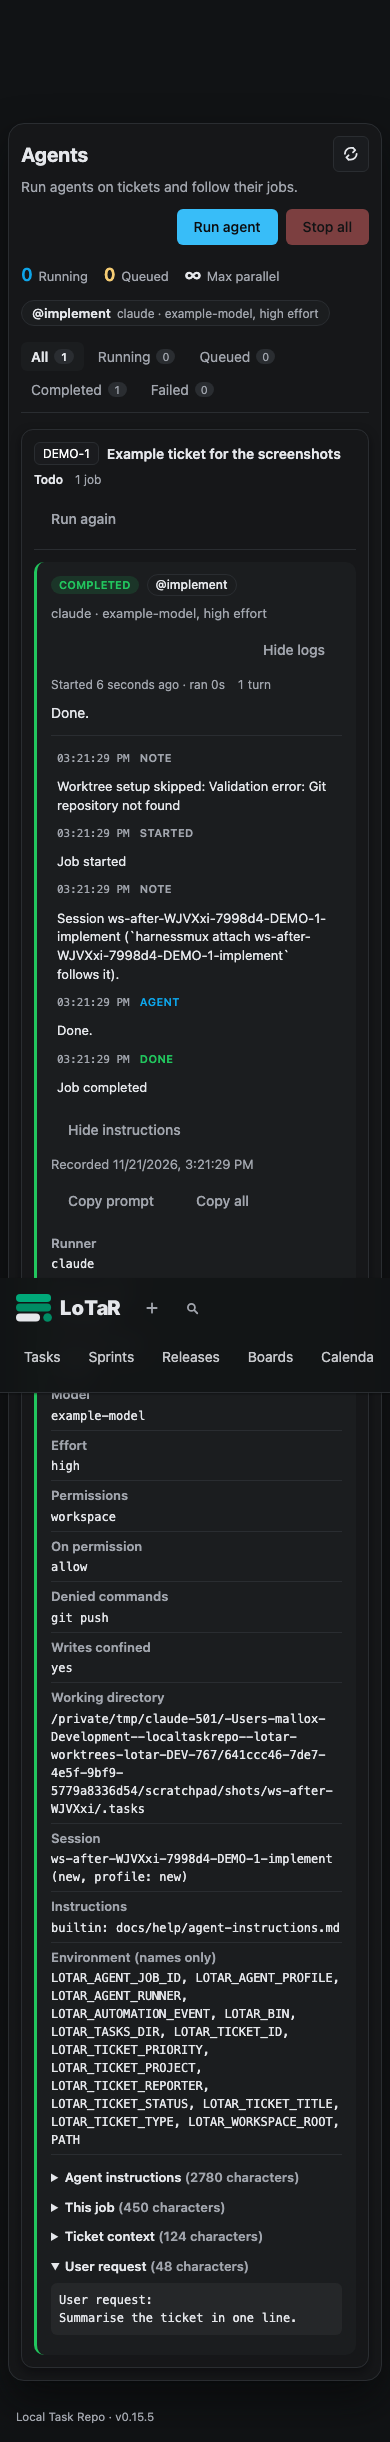 Agents
Run agents on tickets and follow their jobs.
Run agent Stop all
0 Running 0 Queued ∞ Max parallel
@implement claude · example-model, high effort
All 1 Running 0 Queued 0
Completed 1 Failed 0
DEMO-1 Example ticket for the screenshots
Todo 1 job
Run again
COMPLETED @implement
claude · example-model, high effort
Hide logs
Started 6 seconds ago · ran 0s 1 turn
Done.
03:21:29 PM NOTE
Worktree setup skipped: Validation error: Git
repository not found
03:21:29 PM STARTED
Job started
03:21:29 PM NOTE
Session ws-after-WJVXxi-7998d4-DEMO-1-
implement (`harnessmux attach ws-after-
WJVXxi-7998d4-DEMO-1-implement`
follows it).
03:21:29 PM AGENT
Done.
03:21:29 PM DONE
Job completed
Hide instructions
Recorded 11/21/2026, 3:21:29 PM
Copy prompt Copy all
Runner
claude
LoTaR
Tasks Sprints Releases Boards Calenda
Model
example-model
Effort
high
Permissions
workspace
On permission
allow
Denied commands
git push
Writes confined
yes
Working directory
/private/tmp/claude-501/-Users-mallox-
Development--localtaskrepo--lotar-
worktrees-lotar-DEV-767/641ccc46-7de7-
4e5f-9bf9-
5779a8336d54/scratchpad/shots/ws-after-
WJVXxi/.tasks
Session
ws-after-WJVXxi-7998d4-DEMO-1-implement
(new, profile: new)
Instructions
builtin: docs/help/agent-instructions.md
Environment (names only)
LOTAR_AGENT_JOB_ID, LOTAR_AGENT_PROFILE,
LOTAR_AGENT_RUNNER,
LOTAR_AUTOMATION_EVENT, LOTAR_BIN,
LOTAR_TASKS_DIR, LOTAR_TICKET_ID,
LOTAR_TICKET_PRIORITY,
LOTAR_TICKET_PROJECT,
LOTAR_TICKET_REPORTER,
LOTAR_TICKET_STATUS, LOTAR_TICKET_TITLE,
LOTAR_TICKET_TYPE, LOTAR_WORKSPACE_ROOT,
PATH
Agent instructions (2780 characters)
This job (450 characters)
Ticket context (124 characters)
User request (48 characters)
User request:
Summarise the ticket in one line.
Local Task Repo · v0.15.5